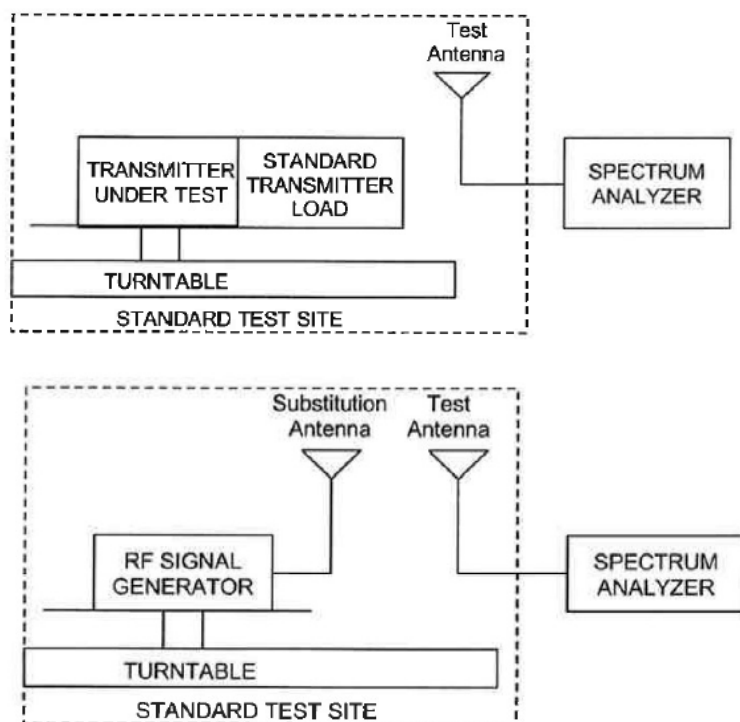 Test
Antenna
TRANSMITTER
UNDER TEST
STANDARD
TRANSMITTER
LOAD
SPECTRUM
ANALYZER
TURNTABLE
STANDARD TEST SITE
Substitution
Antenna
Test
Antenna
RF SIGNAL
GENERATOR
SPECTRUM
ANALYZER
TURNTABLE
STANDARD TEST SITE